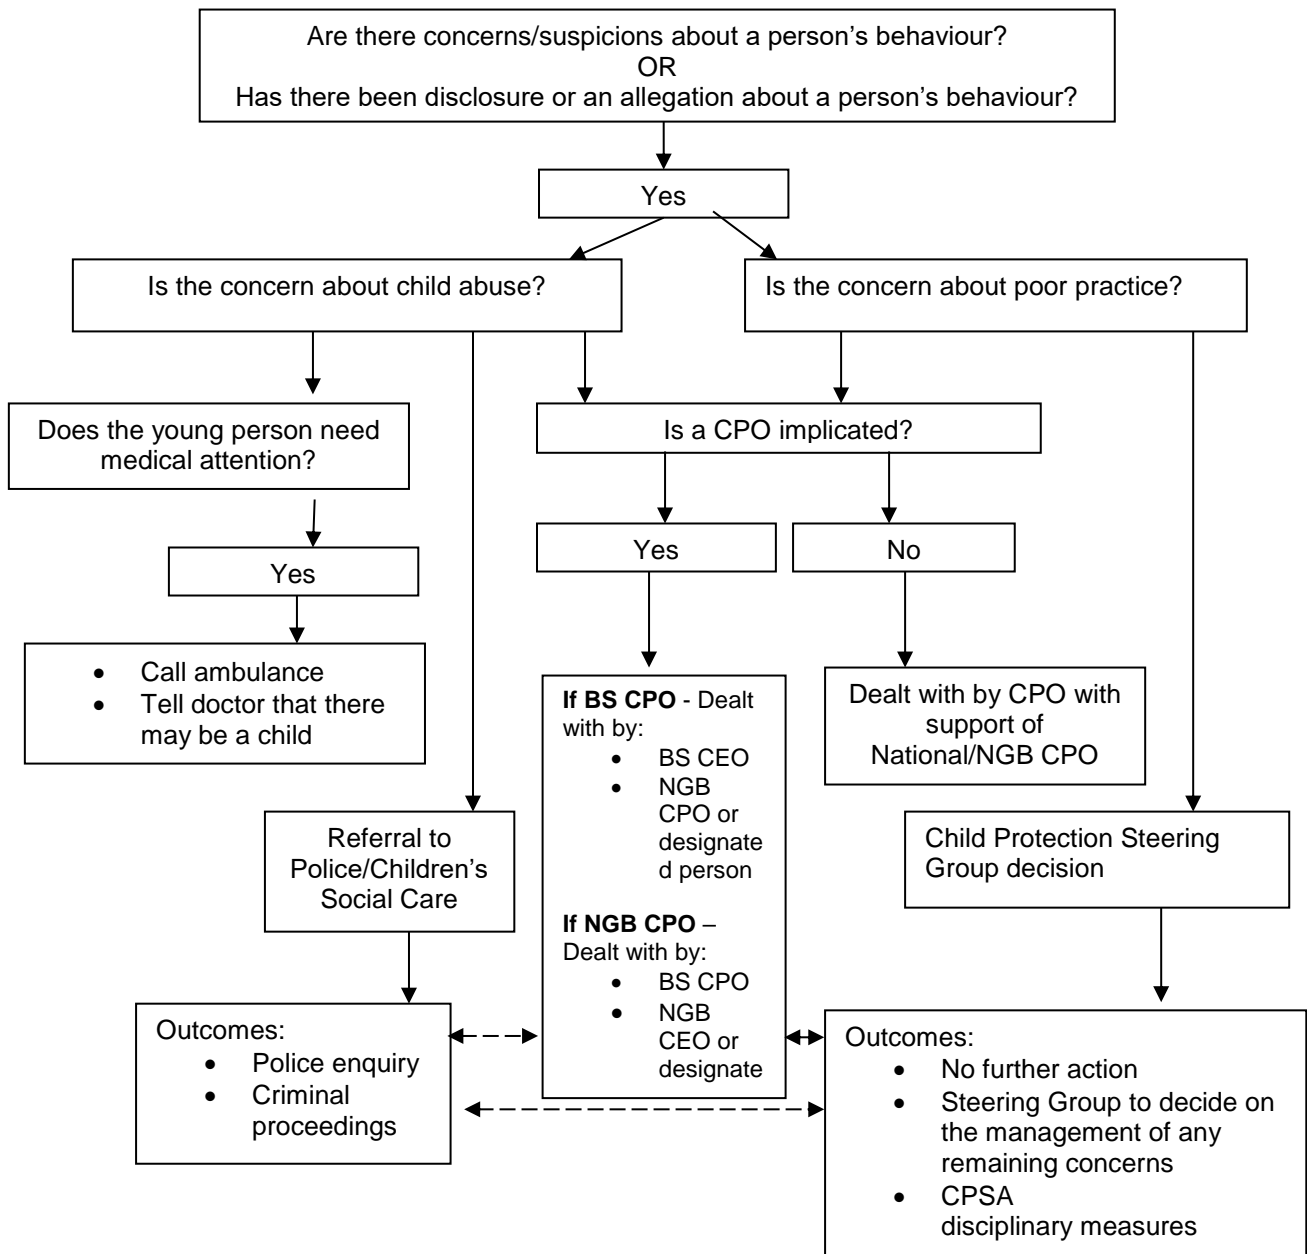 Are there concerns/suspicions about a person’s behaviour?
OR
Has there been disclosure or an allegation about a person’s behaviour?
Yes
Is the concern about child abuse?
Is the concern about poor practice?
Does the young person need
medical attention?
Is a CPO implicated?
Yes
No
Yes
• Call ambulance
• Tell doctor that there
may be a child
If BS CPO - Dealt
with by:
• BS CEO
• NGB
CPO or
designate
d person
If NGB CPO –
Dealt with by:
• BS CPO
• NGB
CEO or
designate
Dealt with by CPO with
support of
National/NGB CPO
Referral to
Police/Children’s
Social Care
Child Protection Steering
Group decision
Outcomes:
• Police enquiry
• Criminal
proceedings
Outcomes:
• No further action
• Steering Group to decide on
the management of any
remaining concerns
• CPSA
disciplinary measures